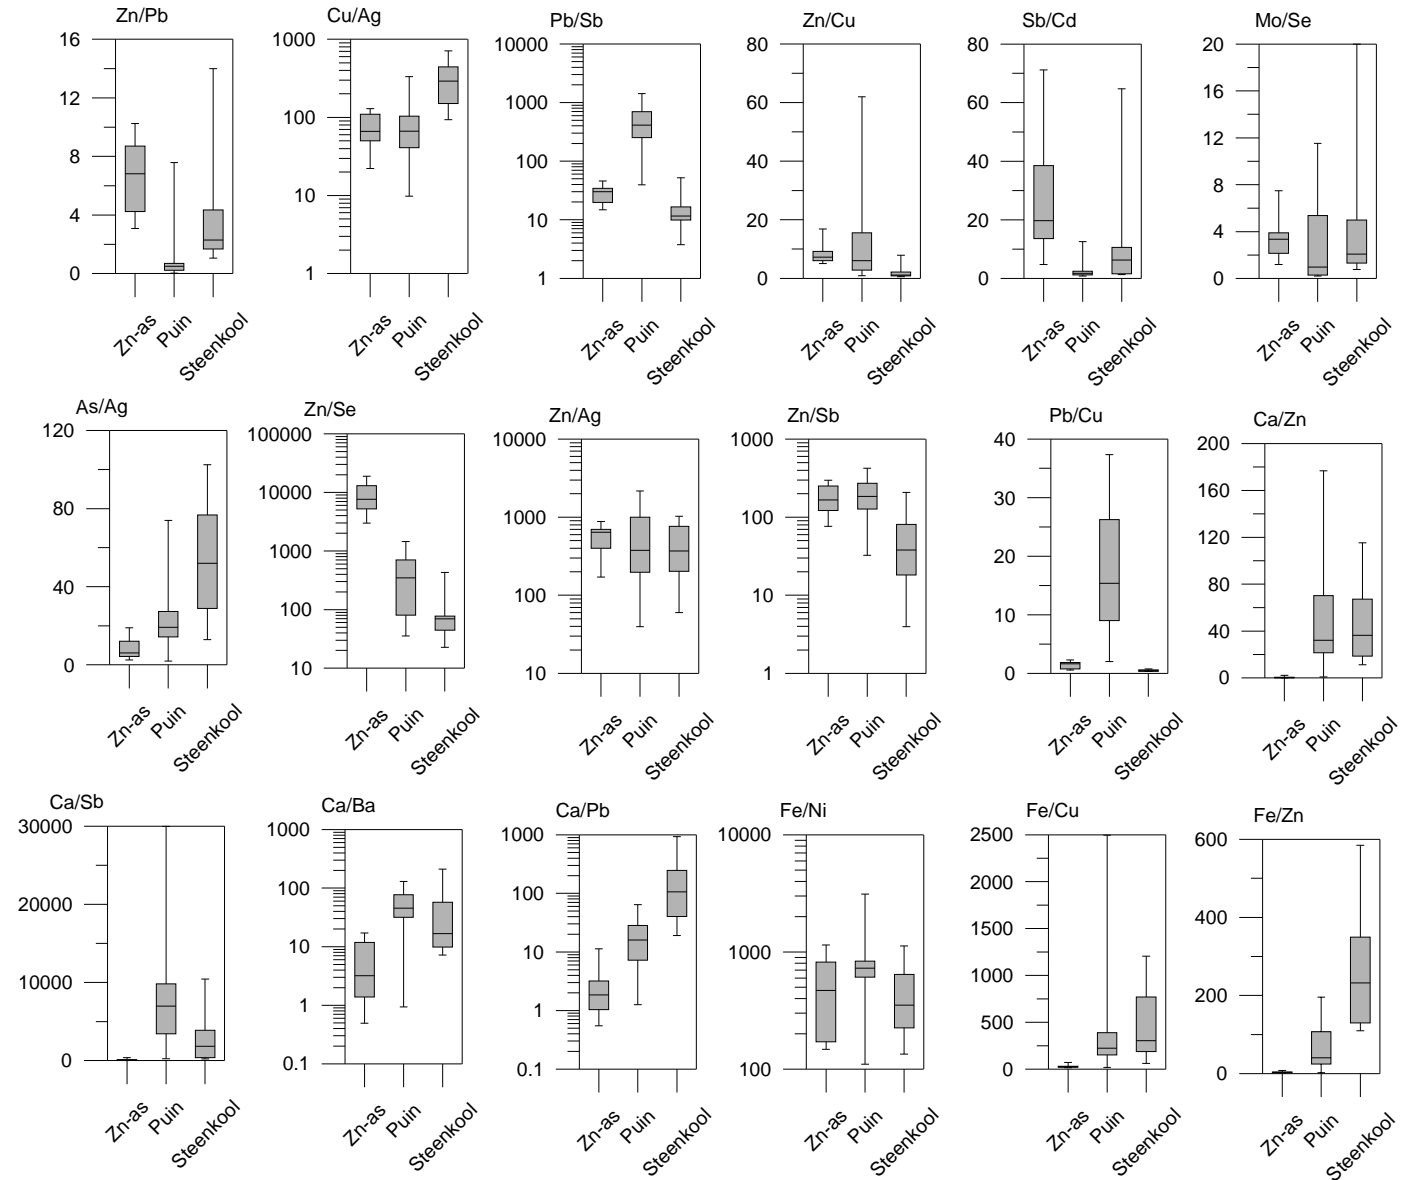 Zn/Pb
16
12
8
4
0
Zn-as
Puin
Steenkool
Cu/Ag
1000
100
10
1
Zn-as
Puin
Steenkool
Pb/Sb
10000
1000
100
10
1
Zn-as
Puin
Steenkool
Zn/Cu
80
60
40
20
0
Zn-as
Puin
Steenkool
Sb/Cd
80
60
40
20
0
Zn-as
Puin
Steenkool
Mo/Se
20
16
12
8
4
0
Zn-as
Puin
Steenkool
As/Ag
120
80
40
0
Zn-as
Puin
Steenkool
Zn/Se
100000
10000
1000
100
10
Zn-as
Puin
Steenkool
Zn/Ag
10000
1000
100
10
Zn-as
Puin
Steenkool
Zn/Sb
1000
100
10
1
Zn-as
Puin
Steenkool
Pb/Cu
40
30
20
10
0
Zn-as
Puin
Steenkool
Ca/Zn
200
160
120
80
40
0
Zn-as
Puin
Steenkool
Ca/Sb
30000
20000
10000
0
Zn-as
Puin
Steenkool
Ca/Ba
1000
100
10
1
0.1
Zn-as
Puin
Steenkool
Ca/Pb
1000
100
10
1
0.1
Zn-as
Puin
Steenkool
Fe/Ni
10000
1000
100
Zn-as
Puin
Steenkool
Fe/Cu
2500
2000
1500
1000
500
0
Zn-as
Puin
Steenkool
Fe/Zn
600
400
200
0
Zn-as
Puin
Steenkool